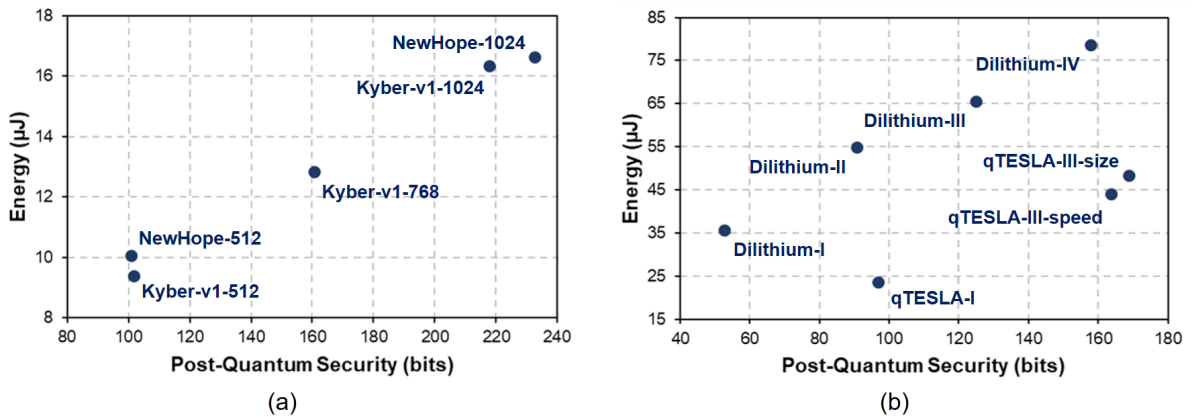 18
16
14
12
10
8
Energy (µJ)
NewHope-1024
Kyber-v1-1024
Kyber-v1-768
NewHope-512
Kyber-v1-512
80 100 120 140 160 180 200 220 240
Post-Quantum Security (bits)
(a)
85
75
65
55
45
35
25
15
Energy (µJ)
Dilithium-IV
Dilithium-III
Dilithium-II
qTESLA-III-size
qTESLA-III-speed
Dilithium-I
qTESLA-I
40 60 80 100 120 140 160 180
Post-Quantum Security (bits)
(b)